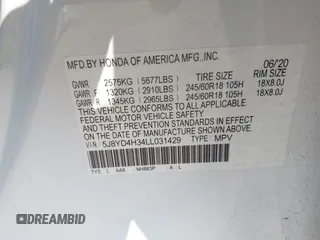 MFD.BY HONDA OF AMERICA MFG.,INC. 06/20
GVWR 2575KG (5677LBS) TIRE SIZE RIM SIZE
GAWR F 1320KG (2910LBS) 245/60R18 105H 18X8.0J
GAWR R 1345KG (2965LBS) 245/60R18 105H 18X8.0J
THIS VEHICLE CONFORMS TO ALL APPLICABLE
FEDERAL MOTOR VEHICLE SAFETY AND THEFT
PREVENTION STANDARDS IN EFFECT ON THE
DATE OF MANUFACTURE SHOWN ABOVE.
V.I.N: 5J8YD4H34LL031429 TYPE: MPV
NH883P A L
AUTOBIDCAR